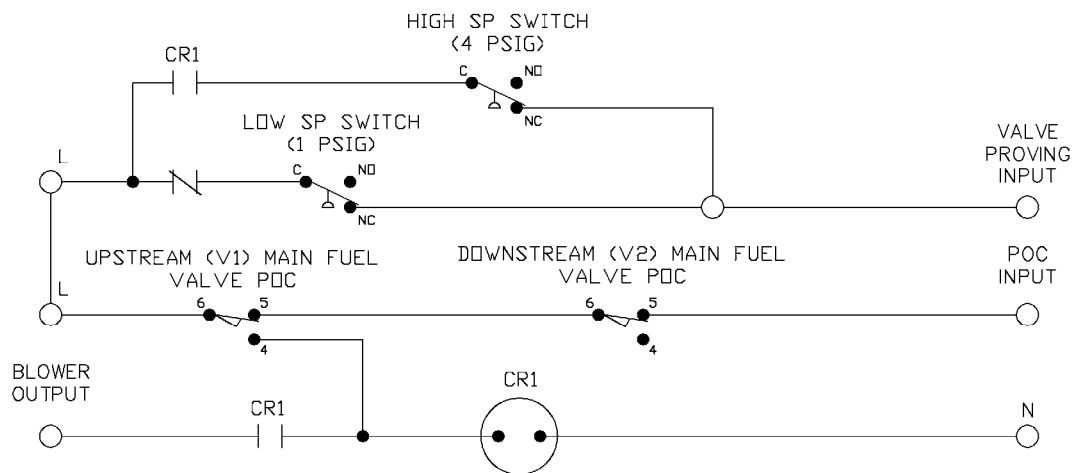 HIGH SP SWITCH
(4 PSIG)
CR1
C
NO
NC
LOW SP SWITCH
(1 PSIG)
L
C
NO
NC
VALVE
PROVING
INPUT
UPSTREAM (V1) MAIN FUEL
VALVE POC
DOWNSTREAM (V2) MAIN FUEL
VALVE POC
POC
INPUT
L
6
5
4
6
5
4
BLOWER
OUTPUT
CR1
CR1
N